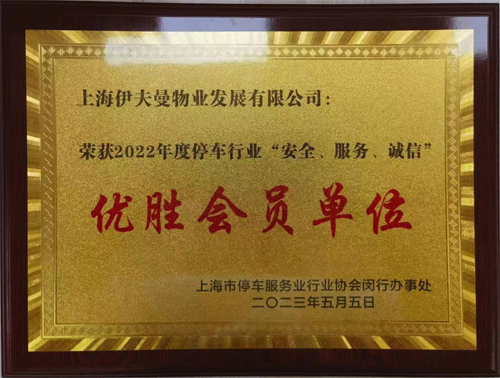 上海伊夫曼物业发展有限公司：
荣获2022年度停车行业“安全、服务、诚信”
优胜会员单位
上海市停车服务业行业协会闵行办事处
二〇二三年五月五日